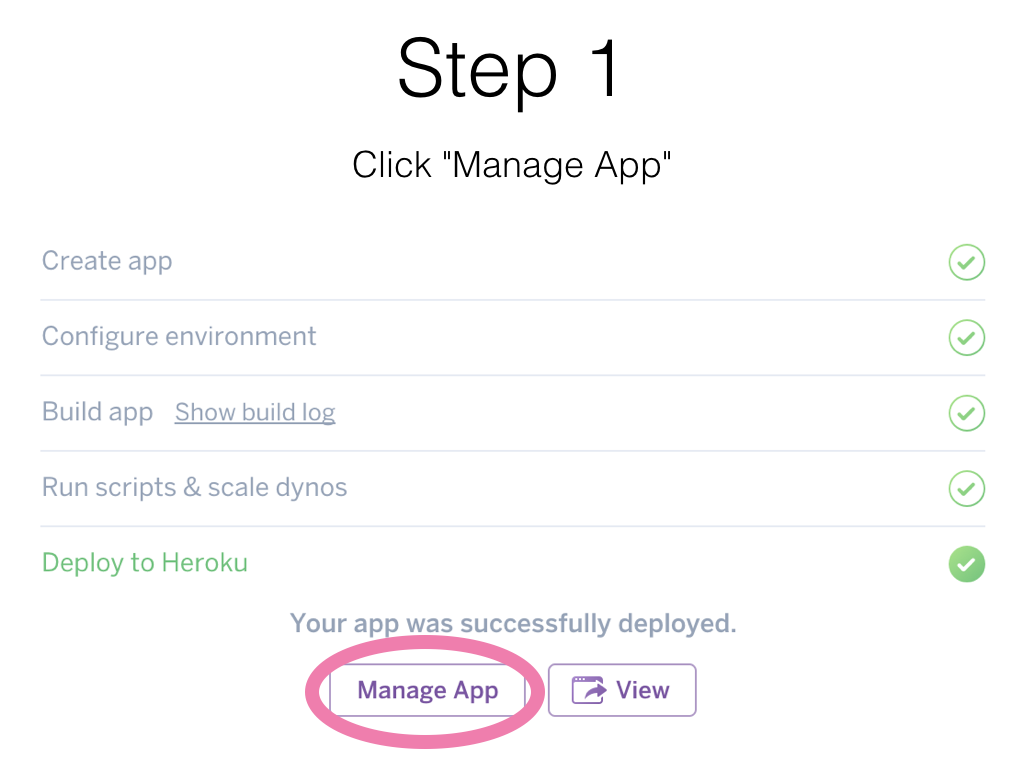 Step 1
Click "Manage App"
Create app
Configure environment
Build app Show build log
Run scripts & scale dynos
Deploy to Heroku
Your app was successfully deployed.
Manage App View